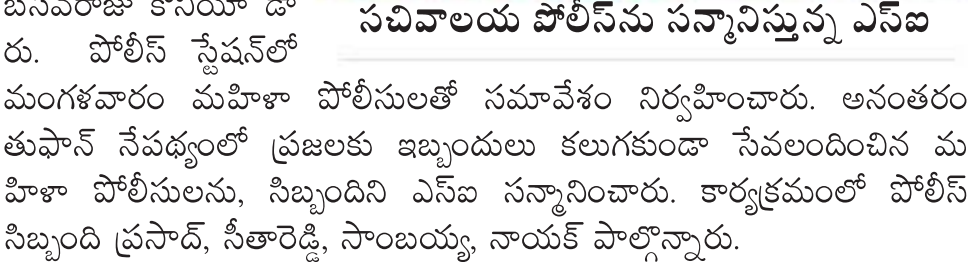 సచివాలయ పోలీస్‌ను సన్మానిస్తున్న ఎస్ఐ
రు. పోలీస్ స్టేషన్‌లో
మంగళవారం మహిళా పోలీసులతో సమావేశం నిర్వహించారు. అనంతరం
తుఫాన్ నేపథ్యంలో ప్రజలకు ఇబ్బందులు కలుగకుండా సేవలందించిన మ
హిళా పోలీసులను, సిబ్బందిని ఎస్ఐ సన్మానించారు. కార్యక్రమంలో పోలీస్
సిబ్బంది ప్రసాద్, సీతారెడ్డి, సాంబయ్య, నాయక్ పాల్గొన్నారు.